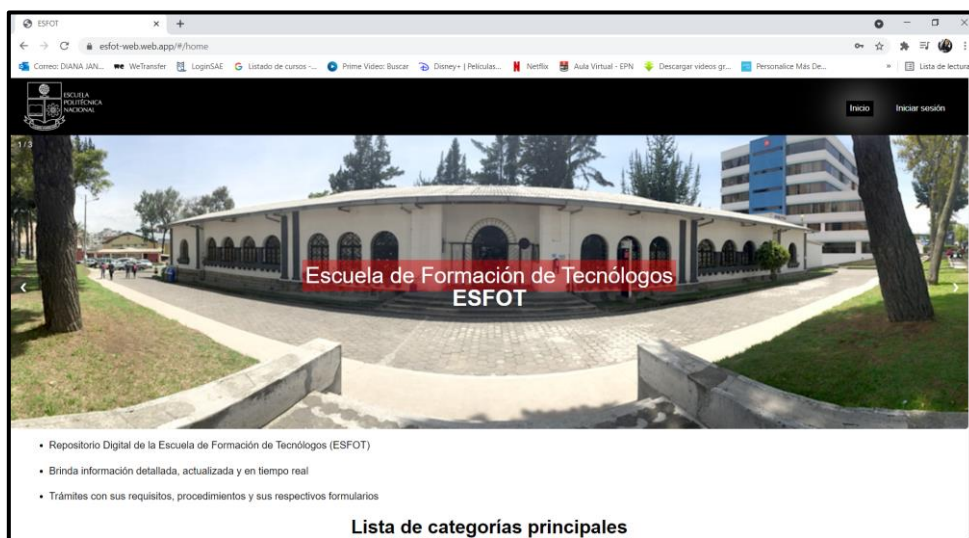 ESFOT
esfot-web.web.app/#/home
Correo: DIANA JAN... WeTransfer LoginSAE Listado de cursos -... Prime Video: Buscar Disney+ | Películas... Netflix Aula Virtual - EPN Descargar videos gr... Personalice Más De... » Lista de lectura
ESCUELA
POLITÉCNICA
NACIONAL
Inicio Iniciar sesión
1 / 3
Escuela de Formación de Tecnólogos
ESFOT
• Repositorio Digital de la Escuela de Formación de Tecnólogos (ESFOT)
• Brinda información detallada, actualizada y en tiempo real
• Trámites con sus requisitos, procedimientos y sus respectivos formularios
Lista de categorías principales